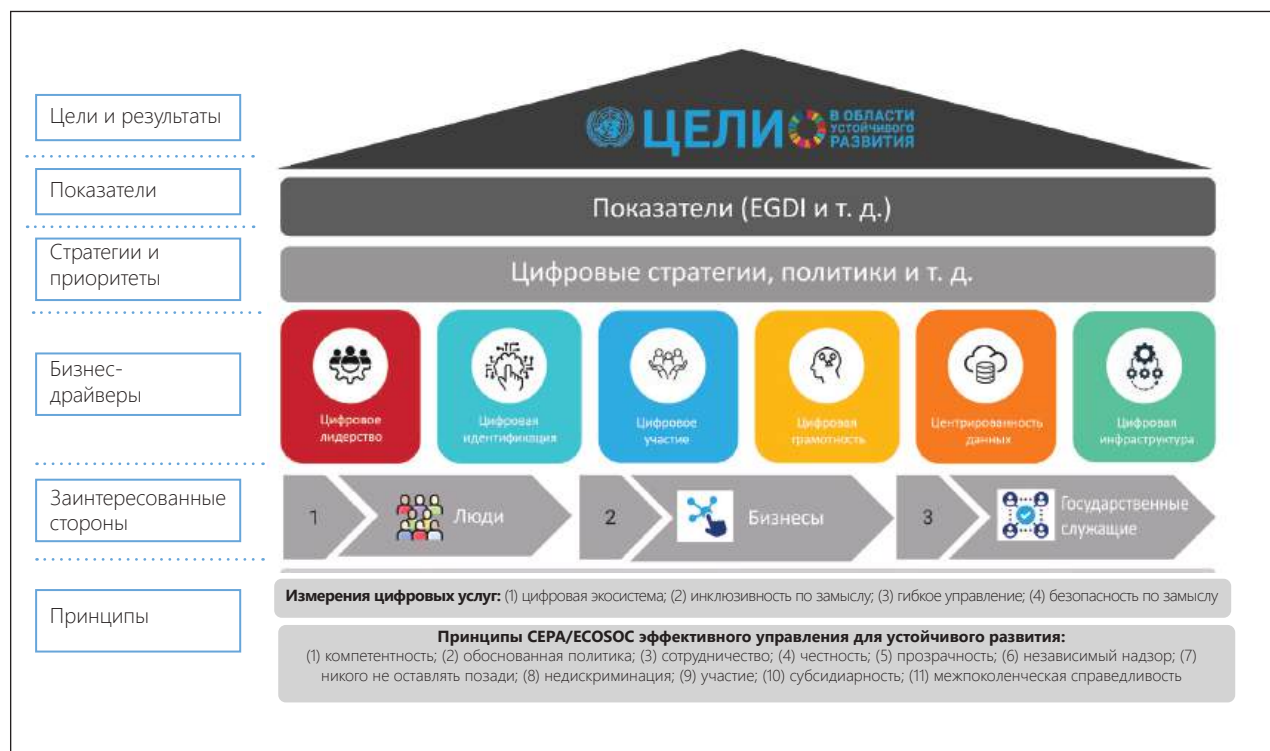 Цели и результаты
ЦЕЛИ
В ОБЛАСТИ
УСТОЙЧИВОГО
РАЗВИТИЯ
Показатели
Показатели (EGDI и т. д.)
Стратегии и
приоритеты
Цифровые стратегии, политики и т. д.
Бизнес-
драйверы
Цифровое
лидерство
Цифровая
идентификация
Цифровое
участие
Цифровая
грамотность
Центрированность
данных
Цифровая
инфраструктура
Заинтересованные
стороны
1
Люди
2
Бизнесы
3
Государственные
служащие
Принципы
Измерения цифровых услуг: (1) цифровая экосистема; (2) инклюзивность по замыслу; (3) гибкое управление; (4) безопасность по замыслу
Принципы CEPA/ECOSOC эффективного управления для устойчивого развития:
(1) компетентность; (2) обоснованная политика; (3) сотрудничество; (4) честность; (5) прозрачность; (6) независимый надзор; (7)
никого не оставлять позади; (8) недискриминация; (9) участие; (10) субсидиарность; (11) межпоколенческая справедливость